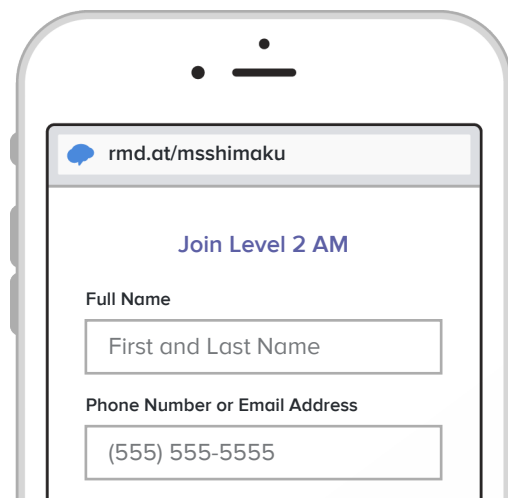 rmd.at/msshimaku
Join Level 2 AM
Full Name
First and Last Name
Phone Number or Email Address
(555) 555-5555